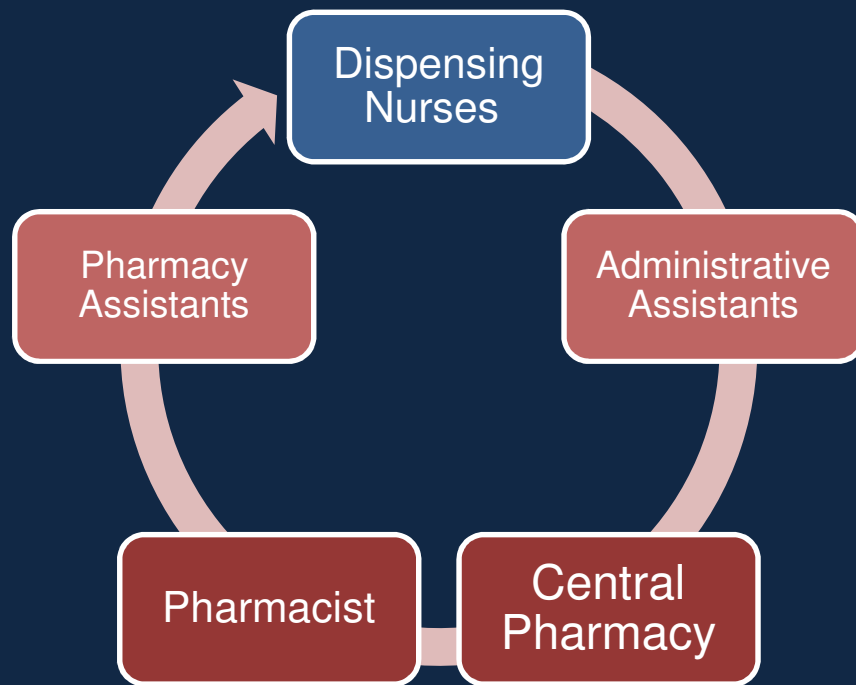 Dispensing
Nurses
Administrative
Assistants
Central
Pharmacy
Pharmacist
Pharmacy
Assistants